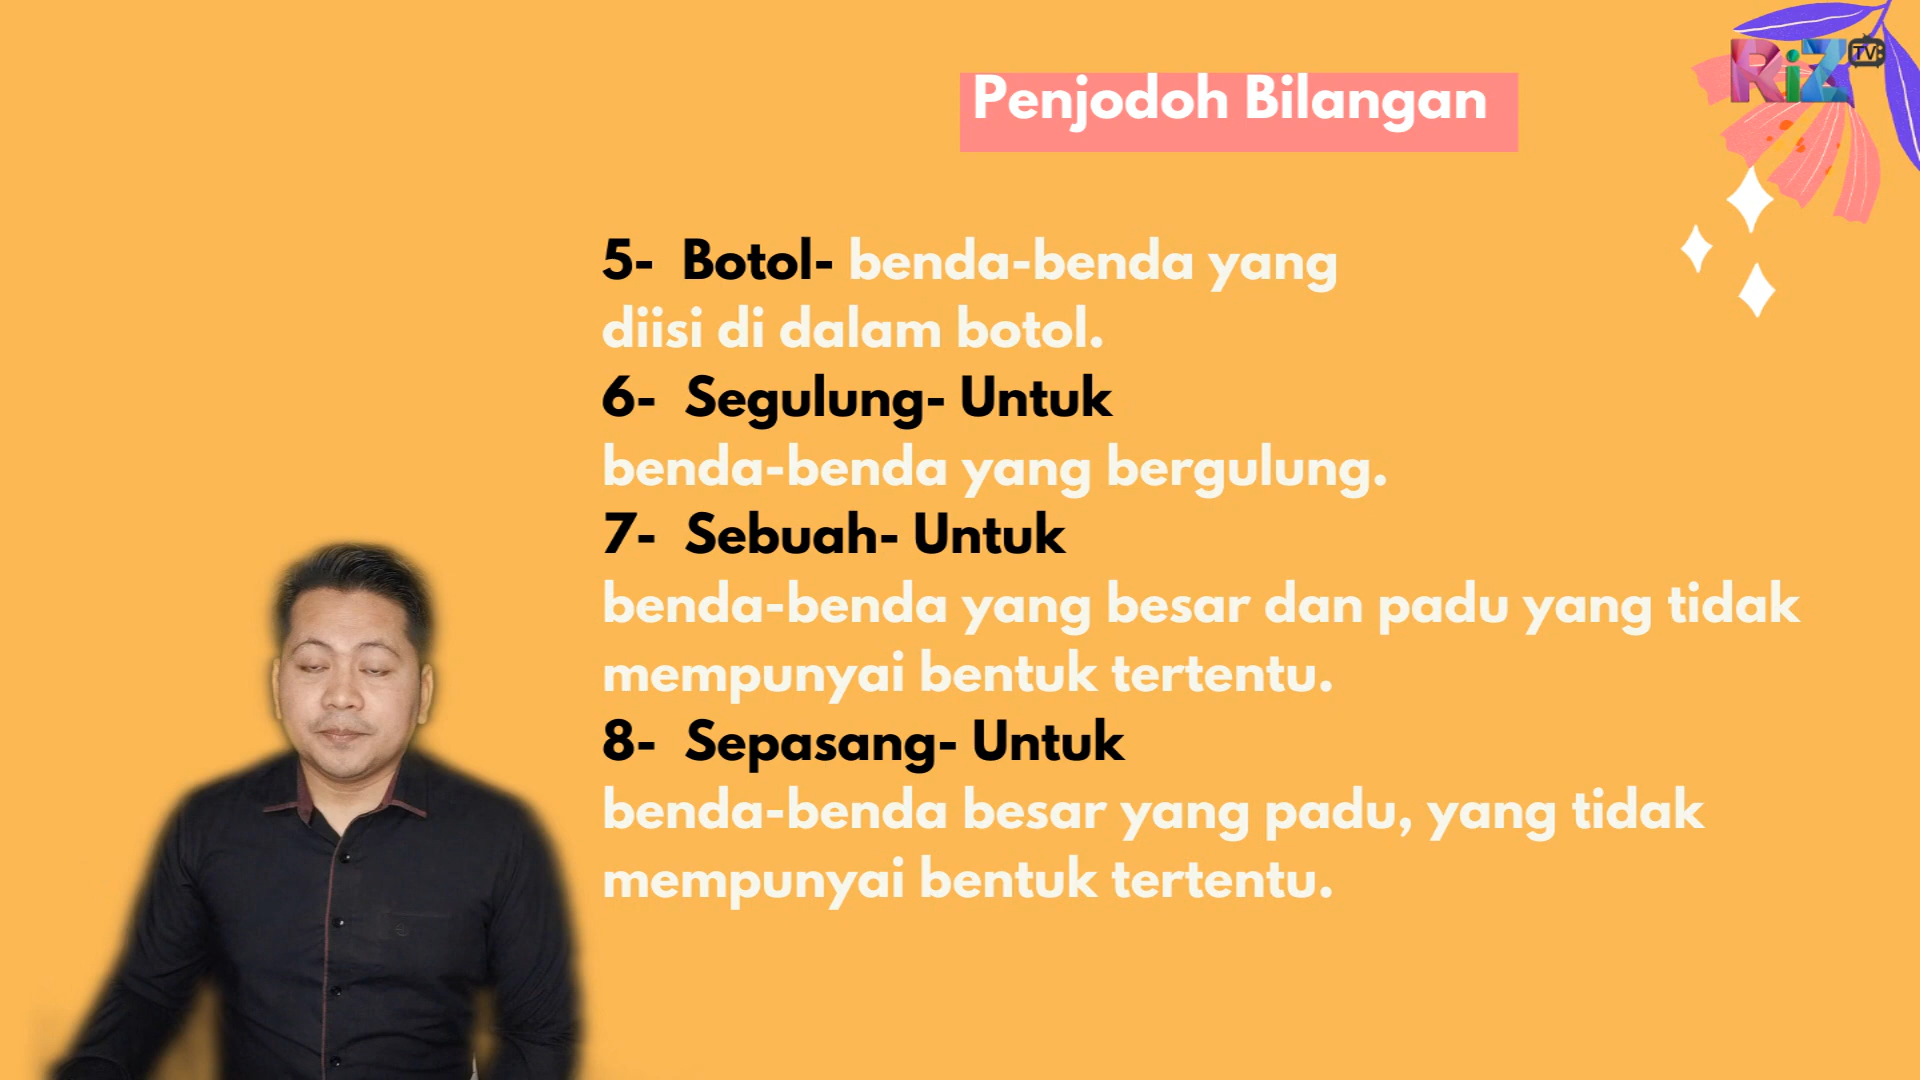 RiZ TV
Penjodoh Bilangan
5- Botol- benda-benda yang
diisi di dalam botol.
6- Segulung- Untuk
benda-benda yang bergulung.
7- Sebuah- Untuk
benda-benda yang besar dan padu yang tidak
mempunyai bentuk tertentu.
8- Sepasang- Untuk
benda-benda besar yang padu, yang tidak
mempunyai bentuk tertentu.